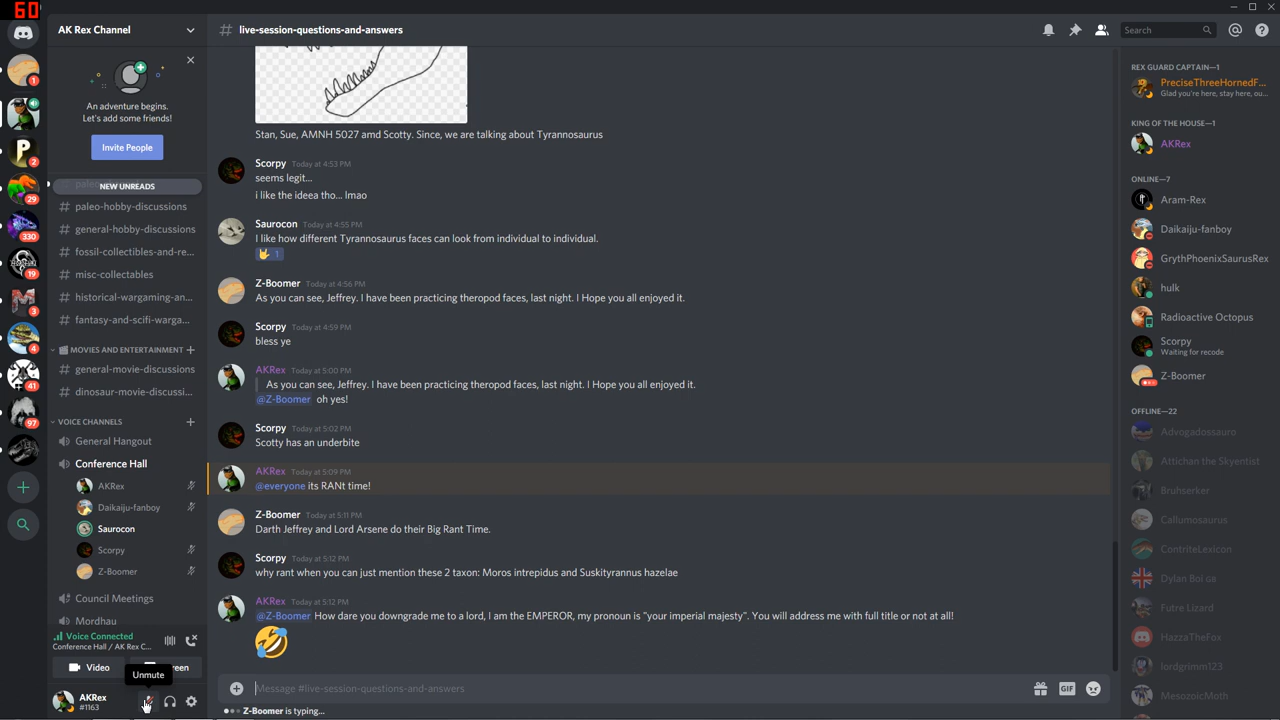 60
AK Rex Channel
An adventure begins.
Let's add some friends!
Invite People
NEW UNREADS
paleo-hobby-discussions
general-hobby-discussions
fossil-collectibles-and-re...
misc-collectables
historical-wargaming-an...
fantasy-and-scifi-warga...
MOVIES AND ENTERTAINMENT
general-movie-discussions
dinosaur-movie-discussi...
VOICE CHANNELS
General Hangout
Conference Hall
AKRex
Daikaiju-fanboy
Saurocon
Scorpy
Z-Boomer
Council Meetings
Mordhau
Voice Connected
Conference Hall / AK Rex C...
Video
Unmute
AKRex
#1163
1
P
2
29
330
19
3
4
41
97
# live-session-questions-and-answers
Search
Stan, Sue, AMNH 5027 amd Scotty. Since, we are talking about Tyrannosaurus
Scorpy Today at 4:53 PM
seems legit...
i like the ideea tho... lmao
Saurocon Today at 4:55 PM
I like how different Tyrannosaurus faces can look from individual to individual.
1
Z-Boomer Today at 4:56 PM
As you can see, Jeffrey. I have been practicing theropod faces, last night. I Hope you all enjoyed it.
Scorpy Today at 4:59 PM
bless ye
AKRex Today at 5:00 PM
As you can see, Jeffrey. I have been practicing theropod faces, last night. I Hope you all enjoyed it.
@Z-Boomer oh yes!
Scorpy Today at 5:02 PM
Scotty has an underbite
AKRex Today at 5:09 PM
@everyone its RANt time!
Z-Boomer Today at 5:11 PM
Darth Jeffrey and Lord Arsene do their Big Rant Time.
Scorpy Today at 5:12 PM
why rant when you can just mention these 2 taxon: Moros intrepidus and Suskityrannus hazelae
AKRex Today at 5:12 PM
@Z-Boomer How dare you downgrade me to a lord, I am the EMPEROR, my pronoun is "your imperial majesty". You will address me with full title or not at all!
Message #live-session-questions-and-answers
GIF
Z-Boomer is typing...
REX GUARD CAPTAIN—1
PreciseThreeHornedF...
Glad you're here, stay here, ou...
KING OF THE HOUSE—1
AKRex
ONLINE—7
Aram-Rex
Daikaiju-fanboy
GrythPhoenixSaurusRex
hulk
Radioactive Octopus
Scorpy
Waiting for recode
Z-Boomer
OFFLINE—22
Advogadossauro
Attichan the Skyentist
Bruhserker
Callumosaurus
ContriteLexicon
Dylan Boi GB
Futre Lizard
HazzaTheFox
lordgrimm123
MesozoicMoth